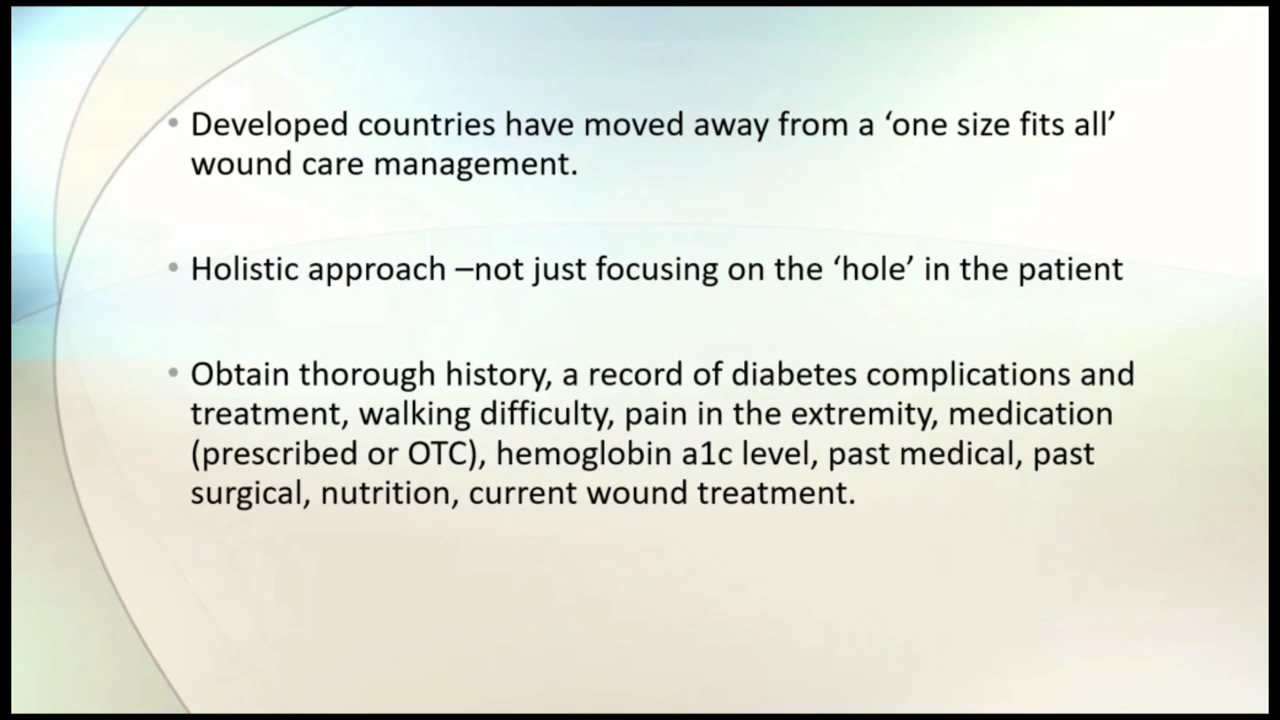 • Developed countries have moved away from a ‘one size fits all’
wound care management.
• Holistic approach –not just focusing on the ‘hole’ in the patient
• Obtain thorough history, a record of diabetes complications and
treatment, walking difficulty, pain in the extremity, medication
(prescribed or OTC), hemoglobin a1c level, past medical, past
surgical, nutrition, current wound treatment.